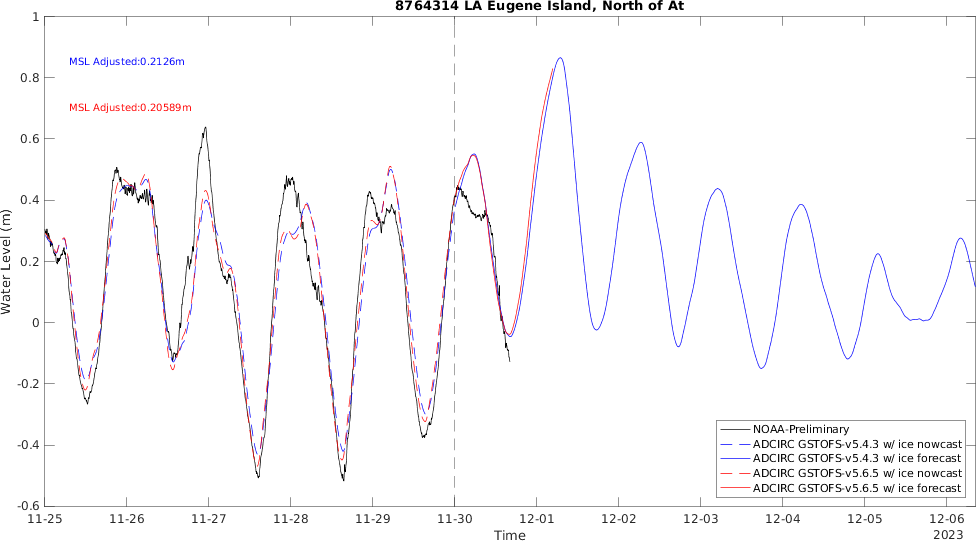 8764314 LA Eugene Island, North of At
MSL Adjusted:0.2126m
MSL Adjusted:0.20589m
Water Level (m)
1
0.8
0.6
0.4
0.2
0
-0.2
-0.4
-0.6
NOAA-Preliminary
ADCIRC GSTOFS-v5.4.3 w/ ice nowcast
ADCIRC GSTOFS-v5.4.3 w/ ice forecast
ADCIRC GSTOFS-v5.6.5 w/ ice nowcast
ADCIRC GSTOFS-v5.6.5 w/ ice forecast
11-25 11-26 11-27 11-28 11-29 11-30 12-01 12-02 12-03 12-04 12-05 12-06
Time
2023